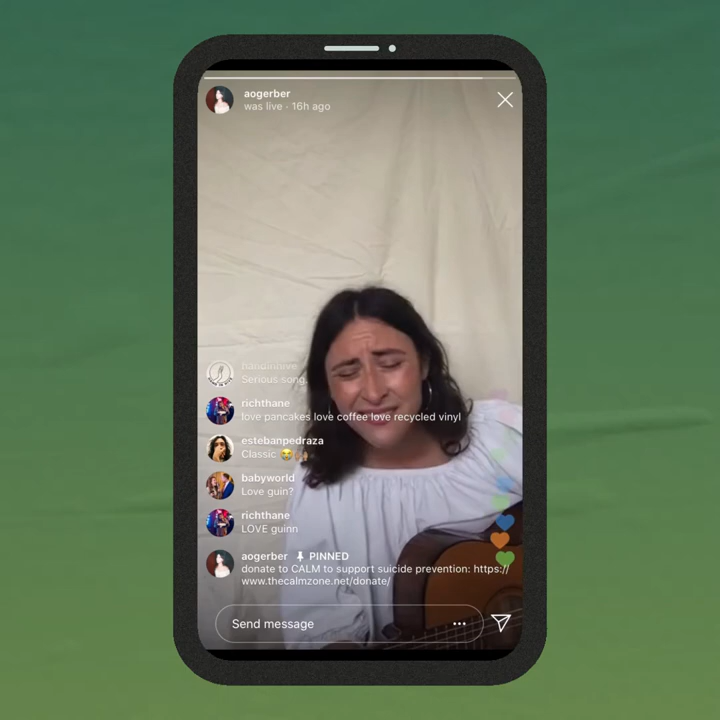 aogerber
was live · 16h ago
handinhive
Serious song.
richthane
love pancakes love coffee love recycled vinyl
estebanpedraza
Classic 😭🙌🏽
babyworld
Love guin?
richthane
LOVE guinn
aogerber 📌 PINNED
donate to CALM to support suicide prevention: https://
www.thecalmzone.net/donate/
Send message